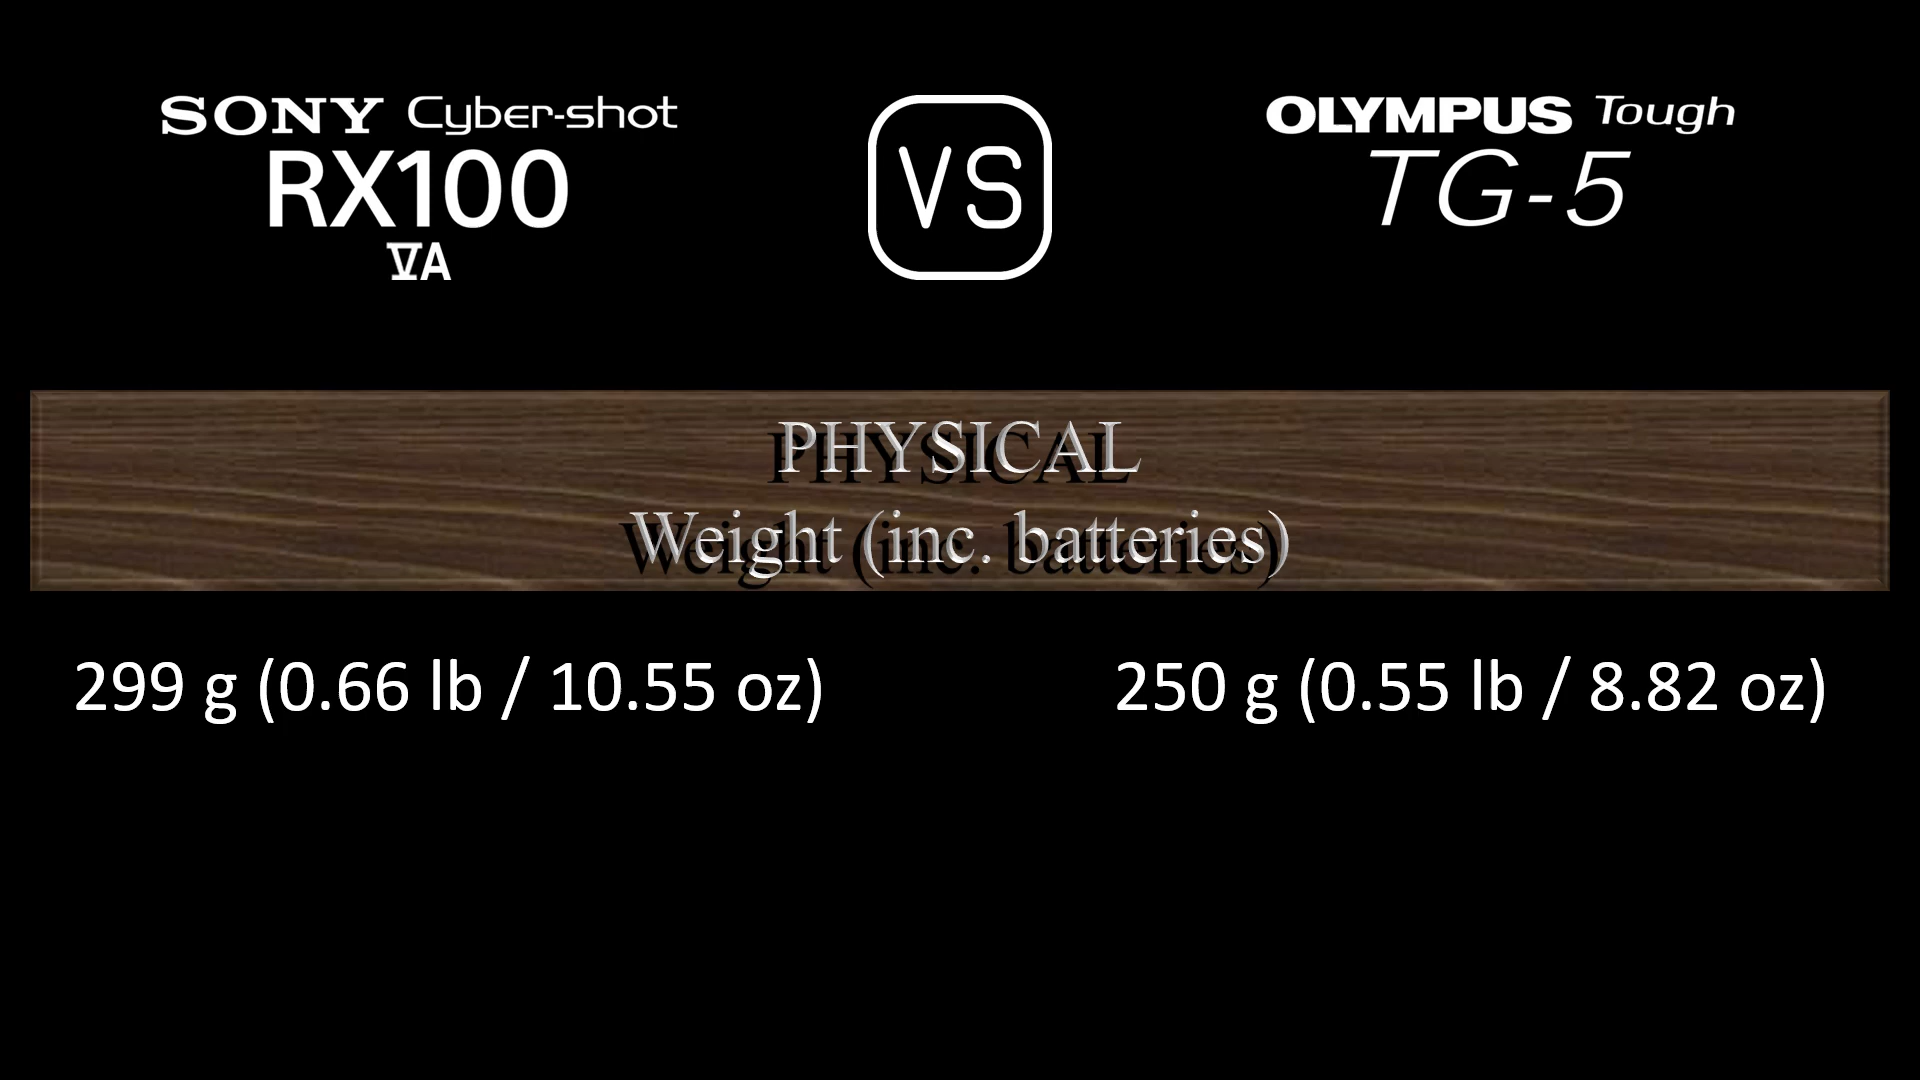 SONY Cyber-shot
RX100
VA
VS
OLYMPUS Tough
TG-5
PHYSICAL
Weight (inc. batteries)
299 g (0.66 lb / 10.55 oz)
250 g (0.55 lb / 8.82 oz)